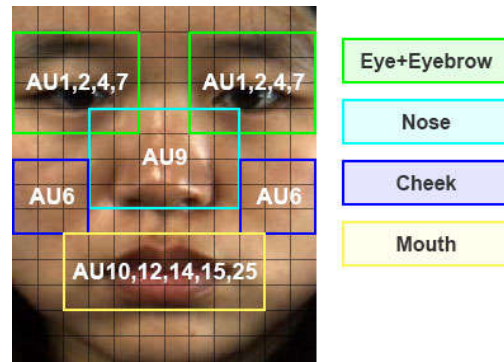 AU1,2,4,7 AU1,2,4,7
AU9
AU6 AU6
AU10,12,14,15,25
Eye+Eyebrow
Nose
Cheek
Mouth